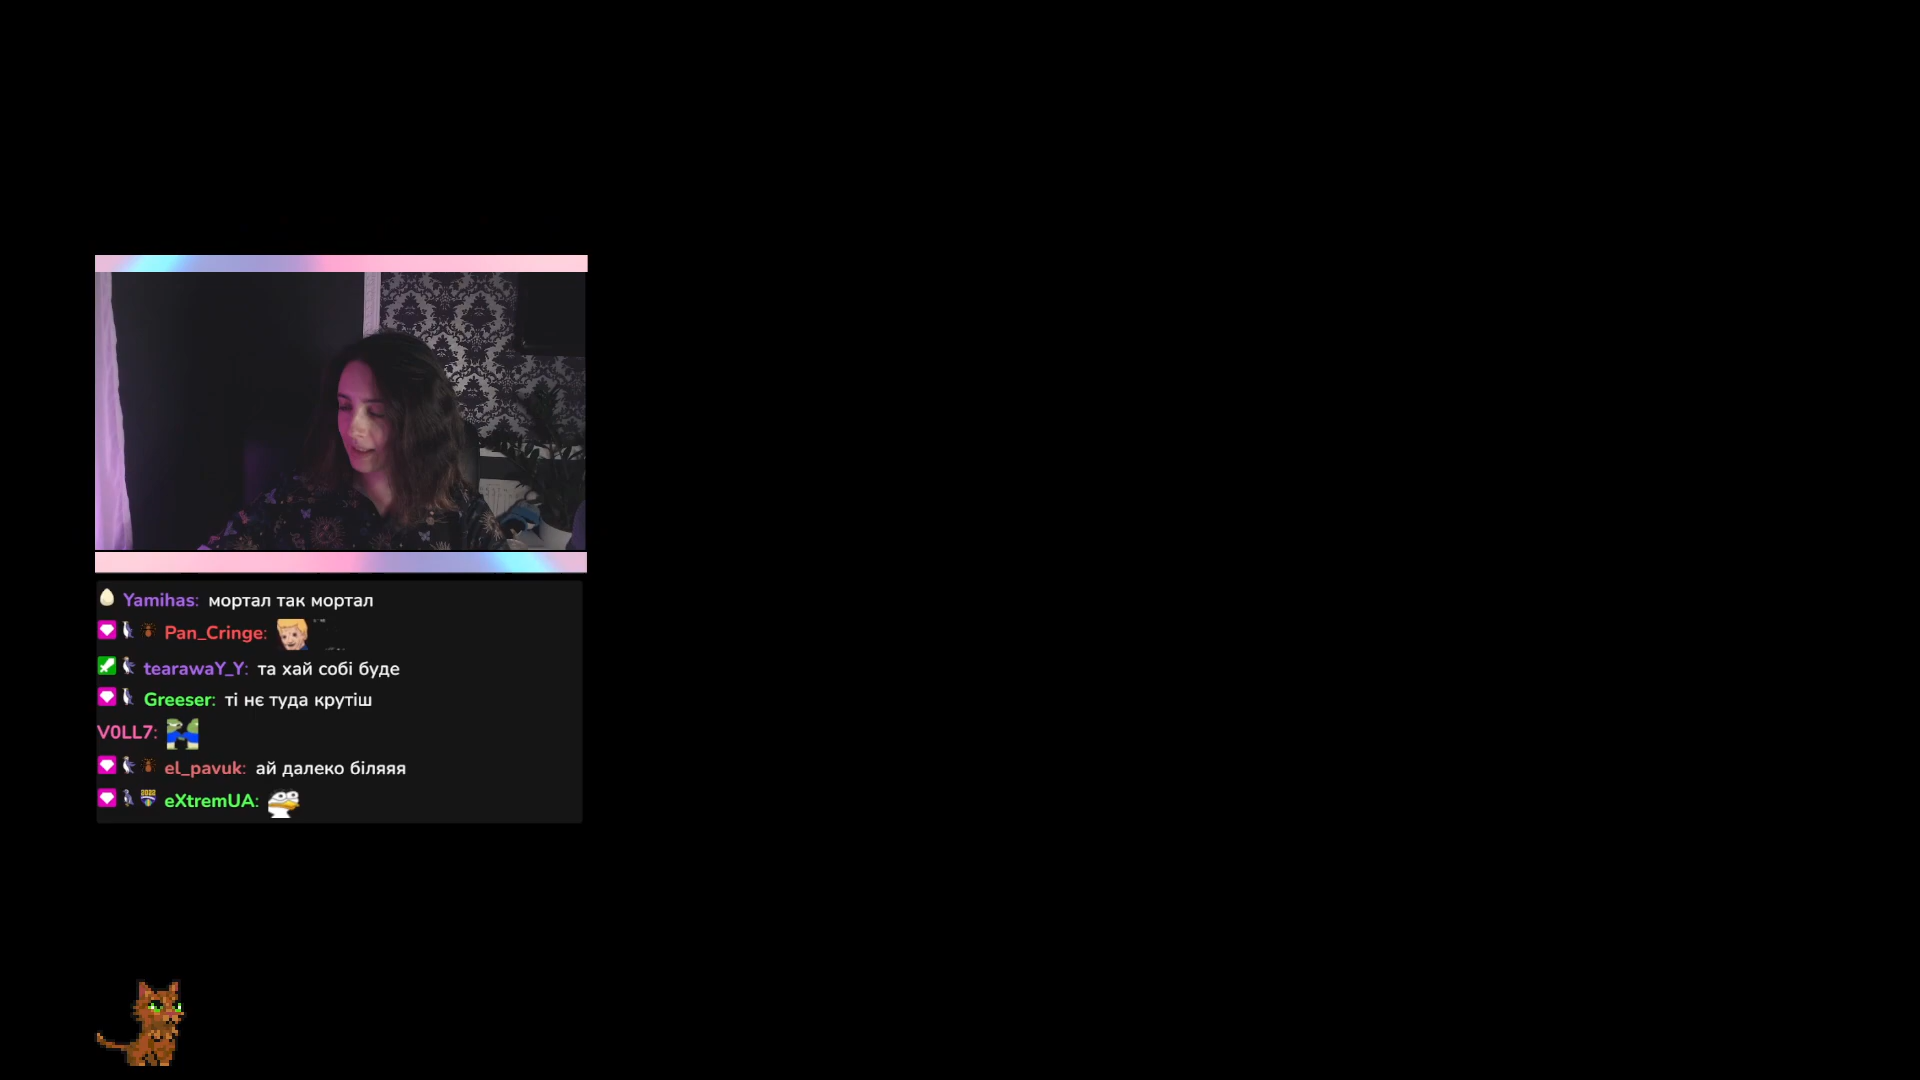 Yamihas: мортал так мортал
Pan_Cringe:
tearawaY_Y: та хай собі буде
Greeser: ті нє туда крутіш
V0LL7:
el_pavuk: ай далеко біляяя
eXtremUA: